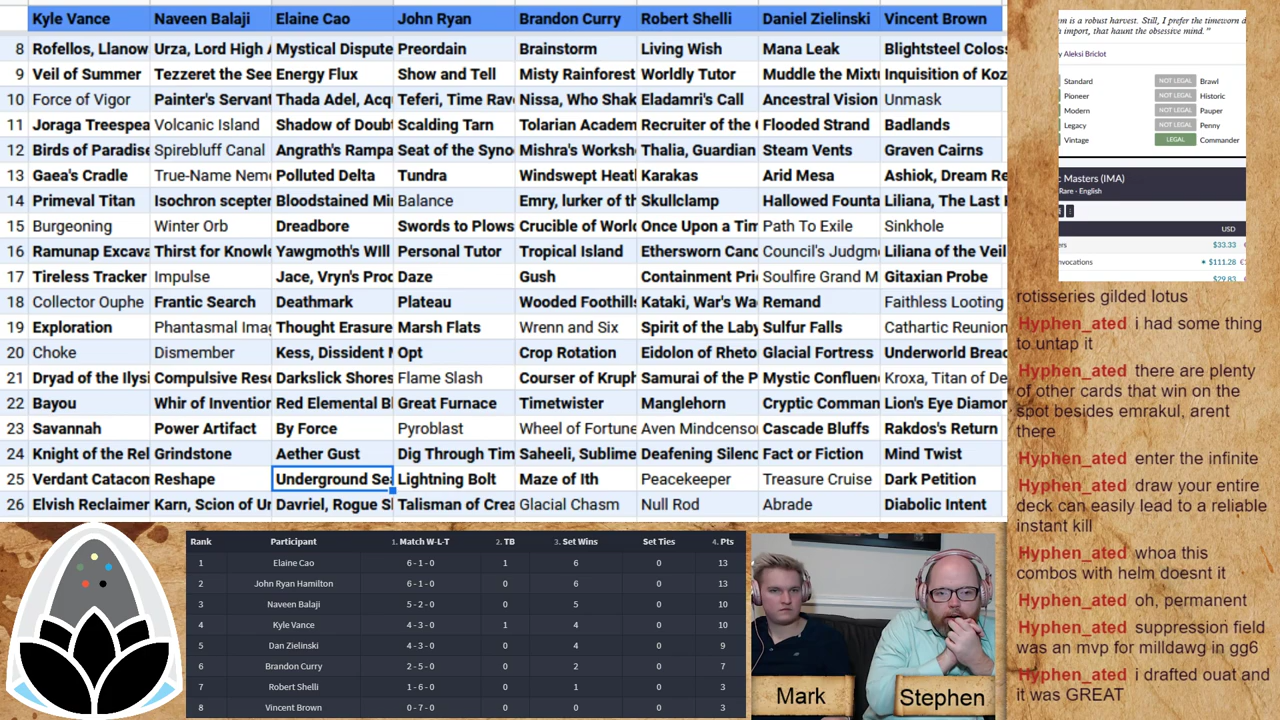 Kyle Vance Naveen Balaji Elaine Cao John Ryan Brandon Curry Robert Shelli Daniel Zielinski Vincent Brown
8 Rofellos, Llanow Urza, Lord High A Mystical Dispute Preordain Brainstorm Living Wish Mana Leak Blightsteel Coloss
9 Veil of Summer Tezzeret the See Energy Flux Show and Tell Misty Rainforest Worldly Tutor Muddle the Mixtu Inquisition of Koz
10 Force of Vigor Painter's Servant Thada Adel, Acqu Teferi, Time Rave Nissa, Who Shak Eladamri's Call Ancestral Vision Unmask
11 Joraga Treespea Volcanic Island Shadow of Doubt Scalding Tarn Tolarian Academ Recruiter of the G Flooded Strand Badlands
12 Birds of Paradise Spirebluff Canal Angrath's Rampa Seat of the Syno Mishra's Worksh Thalia, Guardian Steam Vents Graven Cairns
13 Gaea's Cradle True-Name Neme Polluted Delta Tundra Windswept Heath Karakas Arid Mesa Ashiok, Dream Re
14 Primeval Titan Isochron scepter Bloodstained Mir Balance Emry, lurker of th Skullclamp Hallowed Founta Liliana, The Last H
15 Burgeoning Winter Orb Dreadbore Swords to Plows Crucible of World Once Upon a Tim Path To Exile Sinkhole
16 Ramunap Excava Thirst for Knowle Yawgmoth's WIll Personal Tutor Tropical Island Ethersworn Cano Council's Judgm Liliana of the Veil
17 Tireless Tracker Impulse Jace, Vryn's Prod Daze Gush Containment Prie Soulfire Grand M Gitaxian Probe
18 Collector Ouphe Frantic Search Deathmark Plateau Wooded Foothills Kataki, War's Wa Remand Faithless Looting
19 Exploration Phantasmal Imag Thought Erasure Marsh Flats Wrenn and Six Spirit of the Laby Sulfur Falls Cathartic Reunion
20 Choke Dismember Kess, Dissident M Opt Crop Rotation Eidolon of Rheto Glacial Fortress Underworld Breac
21 Dryad of the Ilysi Compulsive Rese Darkslick Shores Flame Slash Courser of Kruph Samurai of the P Mystic Confluen Kroxa, Titan of De
22 Bayou Whir of Invention Red Elemental Bl Great Furnace Timetwister Manglehorn Cryptic Comman Lion's Eye Diamon
23 Savannah Power Artifact By Force Pyroblast Wheel of Fortune Aven Mindcensor Cascade Bluffs Rakdos's Return
24 Knight of the Rel Grindstone Aether Gust Dig Through Tim Saheeli, Sublime Deafening Silenc Fact or Fiction Mind Twist
25 Verdant Catacom Reshape Underground Sea Lightning Bolt Maze of Ith Peacekeeper Treasure Cruise Dark Petition
26 Elvish Reclaimer Karn, Scion of Ur Davriel, Rogue Sh Talisman of Crea Glacial Chasm Null Rod Abrade Diabolic Intent
m is a robust harvest. Still, I prefer the timeworn d
import, that haunt the obsessive mind."
y Aleksi Briclot
Standard NOT LEGAL Brawl
Pioneer NOT LEGAL Historic
Modern NOT LEGAL Pauper
Legacy NOT LEGAL Penny
Vintage LEGAL Commander
c Masters (IMA)
Rare · English
USD
ers $33.33
nvocations $111.28
$29.83
rotisseries gilded lotus
Hyphen_ated i had some thing
to untap it
Hyphen_ated there are plenty
of other cards that win on the
spot besides emrakul, arent
there
Hyphen_ated enter the infinite
draw your entire
deck can easily lead to a reliable
instant kill
Hyphen_ated whoa this
combos with helm doesnt it
Hyphen_ated oh, permanent
Hyphen_ated suppression field
was an mvp for milldawg in gg6
Hyphen_ated i drafted ouat and
it was GREAT
Rank Participant 1. Match W-L-T 2. TB 3. Set Wins Set Ties 4. Pts
1 Elaine Cao 6 - 1 - 0 1 6 0 13
2 John Ryan Hamilton 6 - 1 - 0 0 6 0 13
3 Naveen Balaji 5 - 2 - 0 0 5 0 10
4 Kyle Vance 4 - 3 - 0 1 4 0 10
5 Dan Zielinski 4 - 3 - 0 0 4 0 9
6 Brandon Curry 2 - 5 - 0 0 2 0 7
7 Robert Shelli 1 - 6 - 0 0 1 0 3
8 Vincent Brown 0 - 7 - 0 0 0 0 3
Mark
Stephen